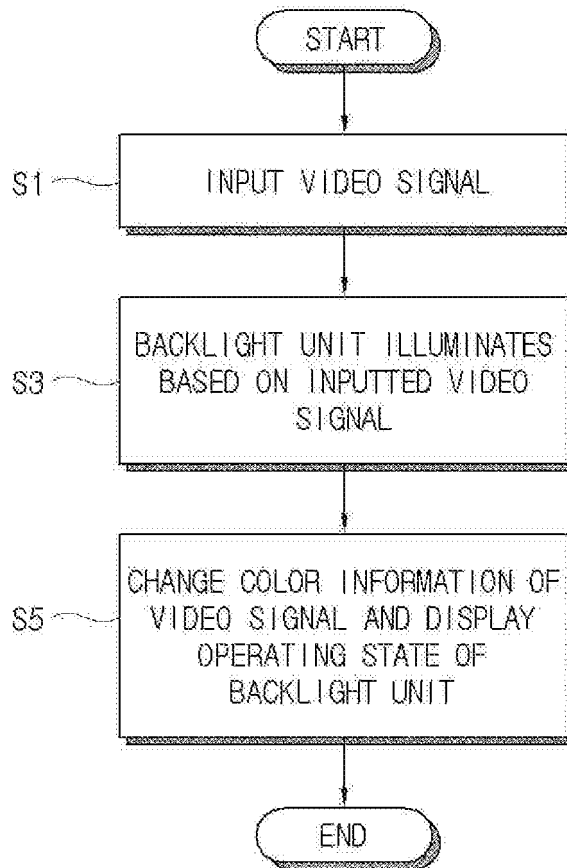 START
S1
INPUT VIDEO SIGNAL
S3
BACKLIGHT UNIT ILLUMINATES
BASED ON INPUTTED VIDEO
SIGNAL
S5
CHANGE COLOR INFORMATION OF
VIDEO SIGNAL AND DISPLAY
OPERATING STATE OF
BACKLIGHT UNIT
END